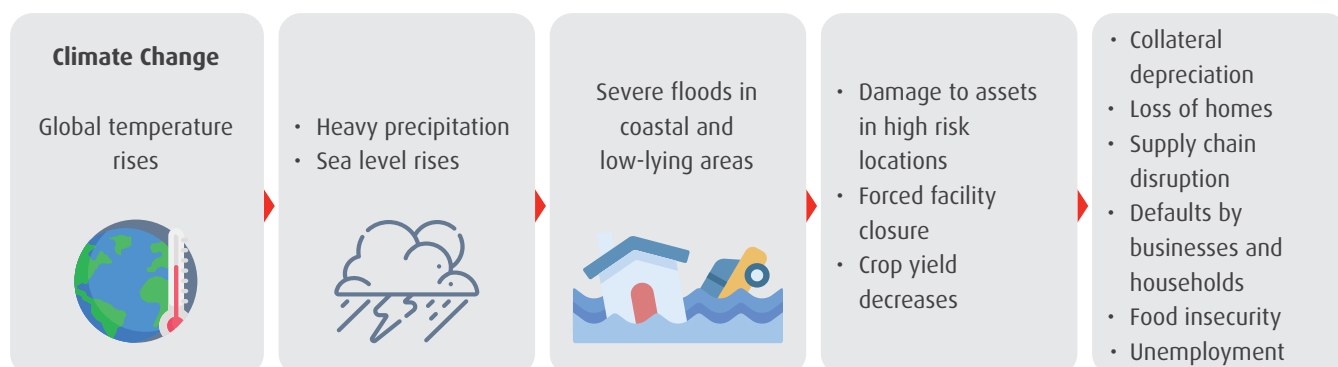 Climate Change
Global temperature
rises
• Heavy precipitation
• Sea level rises
Severe floods in
coastal and
low-lying areas
• Damage to assets
in high risk
locations
• Forced facility
closure
• Crop yield
decreases
• Collateral
depreciation
• Loss of homes
• Supply chain
disruption
• Defaults by
businesses and
households
• Food insecurity
• Unemployment